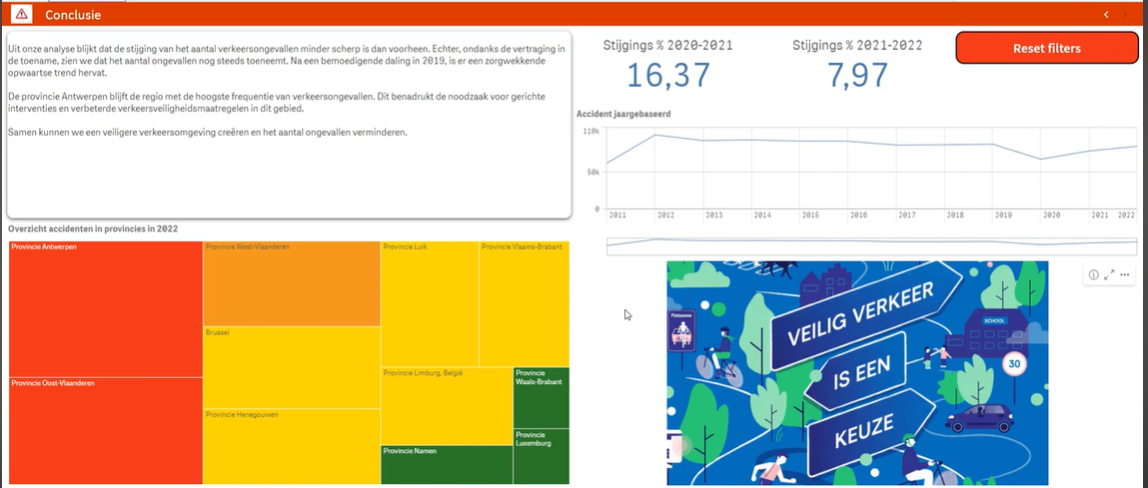 Conclusie
Uit onze analyse blijkt dat de stijging van het aantal verkeersongevallen minder scherp is dan voorheen. Echter, ondanks de vertraging in
de toename, zien we dat het aantal ongevallen nog steeds toeneemt. Na een bemoedigende daling in 2019, is er een zorgwekkende
opwaartse trend hervat.
De provincie Antwerpen blijft de regio met de hoogste frequentie van verkeersongevallen. Dit benadrukt de noodzaak voor gerichte
interventies en verbeterde verkeersveiligheidsmaatregelen in dit gebied.
Samen kunnen we een veiligere verkeersomgeving creëren en het aantal ongevallen verminderen.
Stijgings % 2020-2021
16,37
Stijgings % 2021-2022
7,97
Reset filters
Accident jaargebaseerd
110k
50k
0
2011 2012 2013 2014 2015 2016 2017 2018 2019 2020 2021 2022
Overzicht accidenten in provincies in 2022
Provincie Antwerpen
Provincie Oost-Vlaanderen
Provincie West-Vlaanderen
Brussel
Provincie Henegouwen
Provincie Luik
Provincie Vlaams-Brabant
Provincie Limburg, België
Provincie
Waals-Brabant
Provincie Namen
Provincie
Luxemburg
Fietszone
VEILIG VERKEER
IS EEN
KEUZE
SCHOOL
30